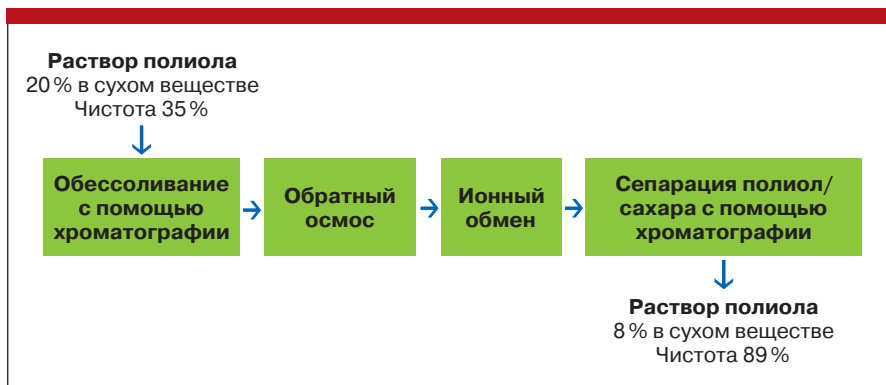 Раствор полиола
20 % в сухом веществе
Чистота 35 %
Обессоливание
с помощью
хроматографии
Обратный
осмос
Ионный
обмен
Сепарация полиол/
сахара с помощью
хроматографии
Раствор полиола
8 % в сухом веществе
Чистота 89 %